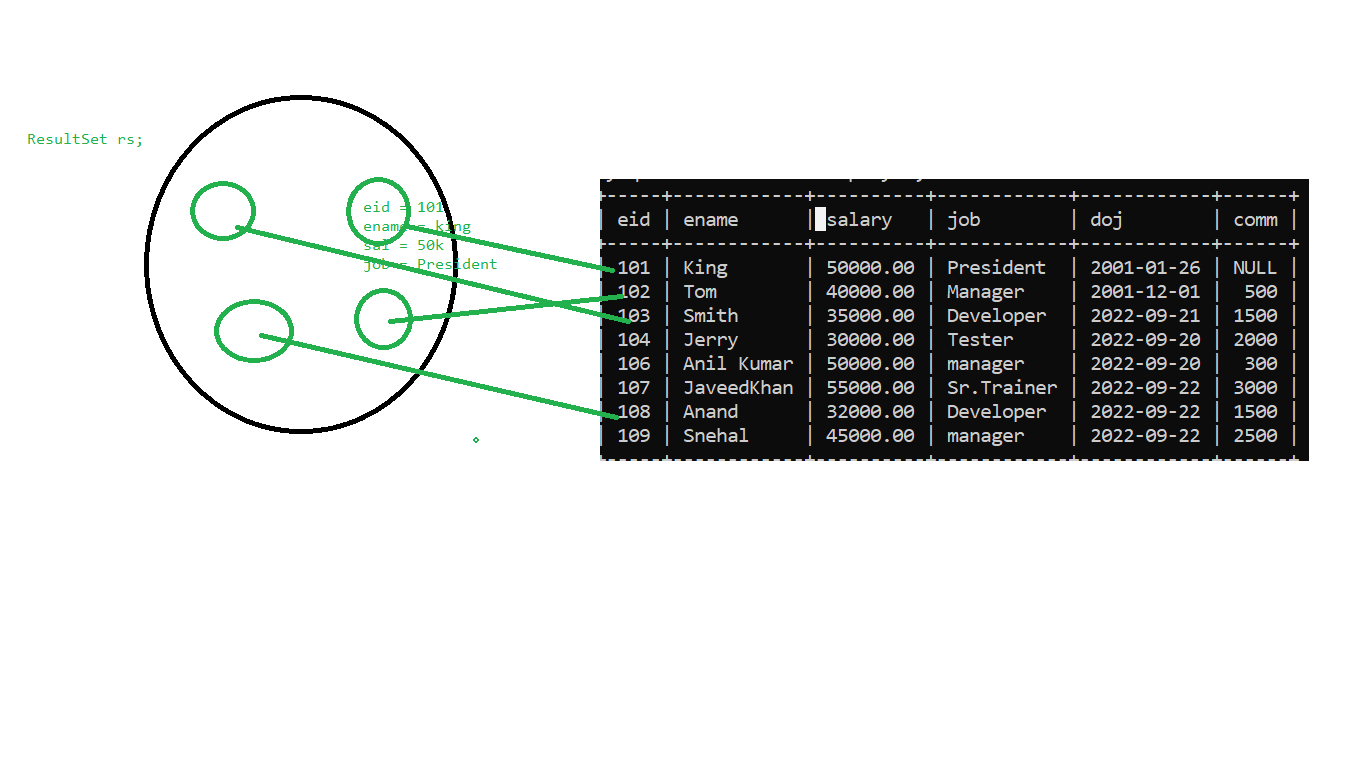 ResultSet rs;
eid = 101
ename = king
sal = 50k
job = President
+------+------------+----------+------------+------------+------+
| eid | ename | salary | job | doj | comm |
+------+------------+----------+------------+------------+------+
| 101 | King | 50000.00 | President | 2001-01-26 | NULL |
| 102 | Tom | 40000.00 | Manager | 2001-12-01 | 500 |
| 103 | Smith | 35000.00 | Developer | 2022-09-21 | 1500 |
| 104 | Jerry | 30000.00 | Tester | 2022-09-20 | 2000 |
| 106 | Anil Kumar | 50000.00 | manager | 2022-09-20 | 300 |
| 107 | JaveedKhan | 55000.00 | Sr.Trainer | 2022-09-22 | 3000 |
| 108 | Anand | 32000.00 | Developer | 2022-09-22 | 1500 |
| 109 | Snehal | 45000.00 | manager | 2022-09-22 | 2500 |
+------+------------+----------+------------+------------+------+